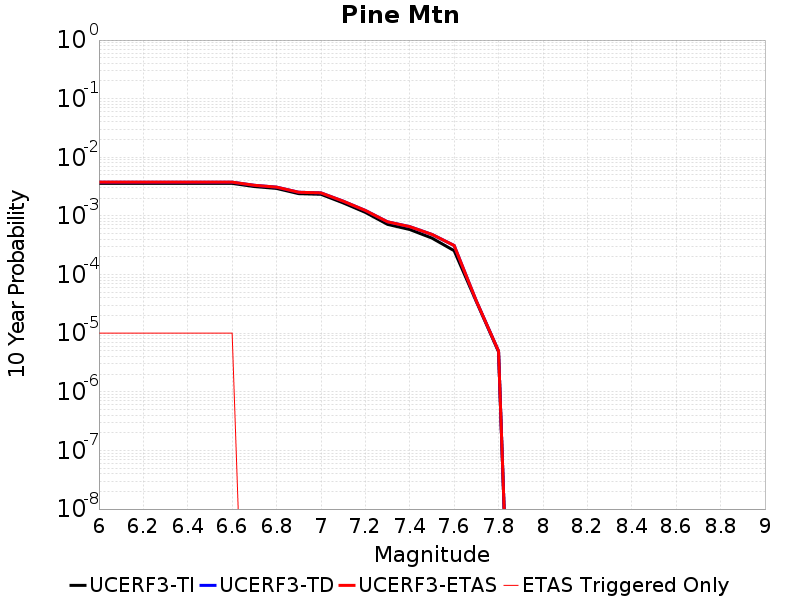 Pine Mtn
10^0
10^-1
10^-2
10^-3
10^-4
10^-5
10^-6
10^-7
10^-8
10 Year Probability
6 6.2 6.4 6.6 6.8 7 7.2 7.4 7.6 7.8 8 8.2 8.4 8.6 8.8 9
Magnitude
UCERF3-TI UCERF3-TD UCERF3-ETAS ETAS Triggered Only